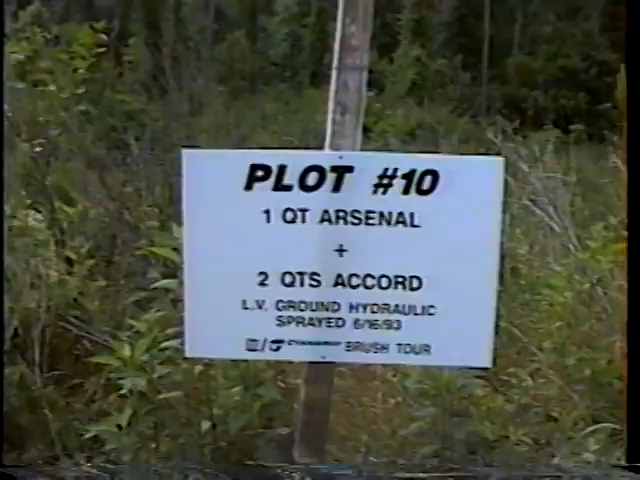 PLOT #10
1 QT ARSENAL
+
2 QTS ACCORD
L.V. GROUND HYDRAULIC
SPRAYED 6/16/93
BRUSH TOUR